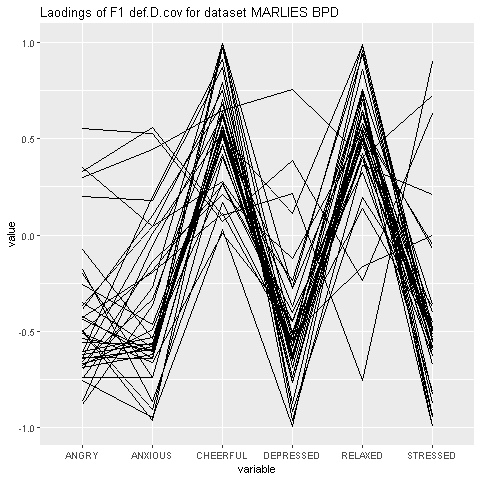 Laodings of F1 def.D.cov for dataset MARLIES BPD
1.0
0.5
0.0
-0.5
-1.0
value
ANGRY ANXIOUS CHEERFUL DEPRESSED RELAXED STRESSED
variable